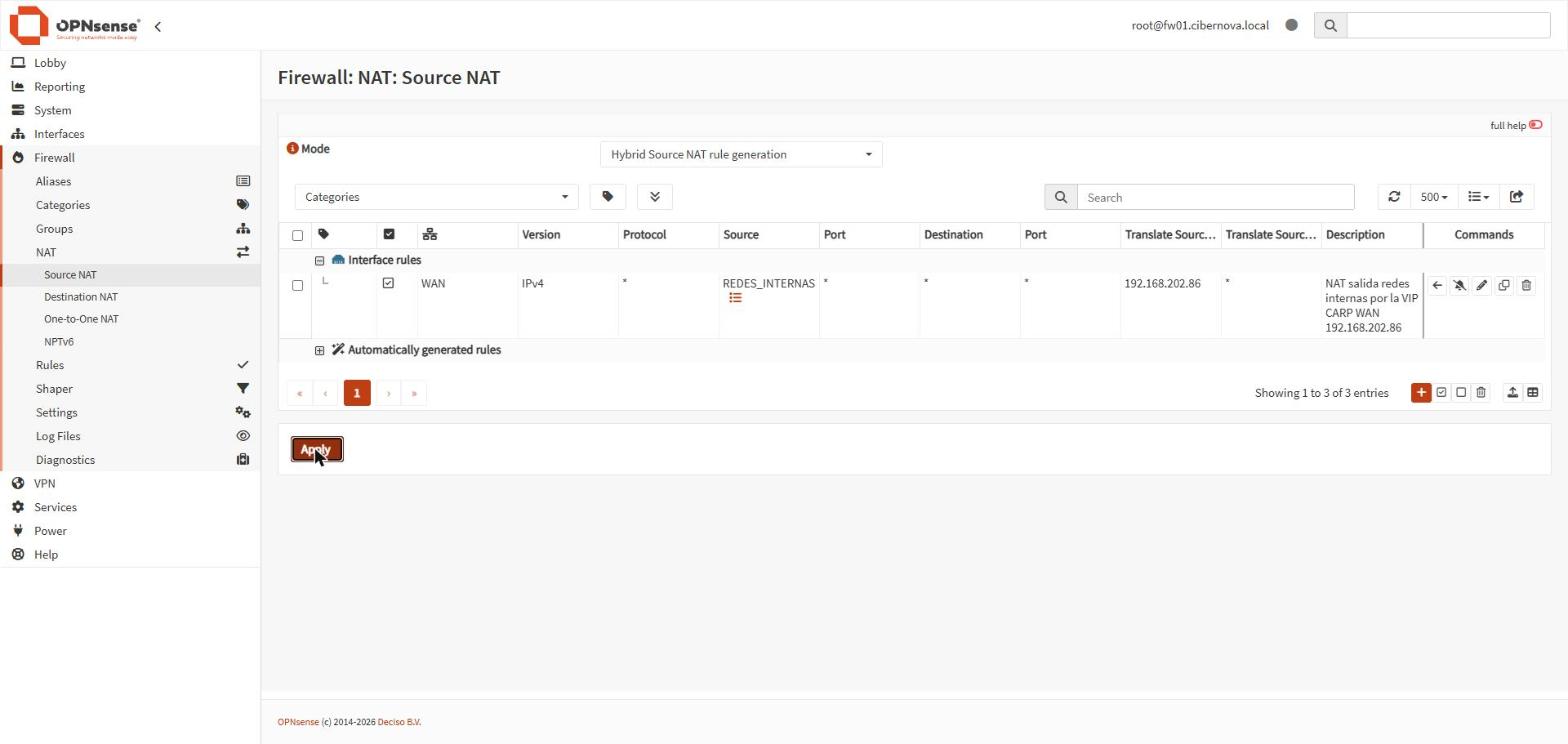 OPNsense®
Securing networks made easy
root@fw01.cibernova.local
Lobby
Reporting
System
Interfaces
Firewall
Aliases
Categories
Groups
NAT
Source NAT
Destination NAT
One-to-One NAT
NPTv6
Rules
Shaper
Settings
Log Files
Diagnostics
VPN
Services
Power
Help
Firewall: NAT: Source NAT
full help
Mode
Hybrid Source NAT rule generation
Categories
Search
500
Version Protocol Source Port Destination Port Translate Sourc... Translate Sourc... Description Commands
Interface rules
WAN IPv4 * REDES_INTERNAS * * * 192.168.202.86 * NAT salida redes
internas por la VIP
CARP WAN
192.168.202.86
Automatically generated rules
« ‹ 1 › »
Showing 1 to 3 of 3 entries
Apply
OPNsense (c) 2014-2026 Deciso B.V.